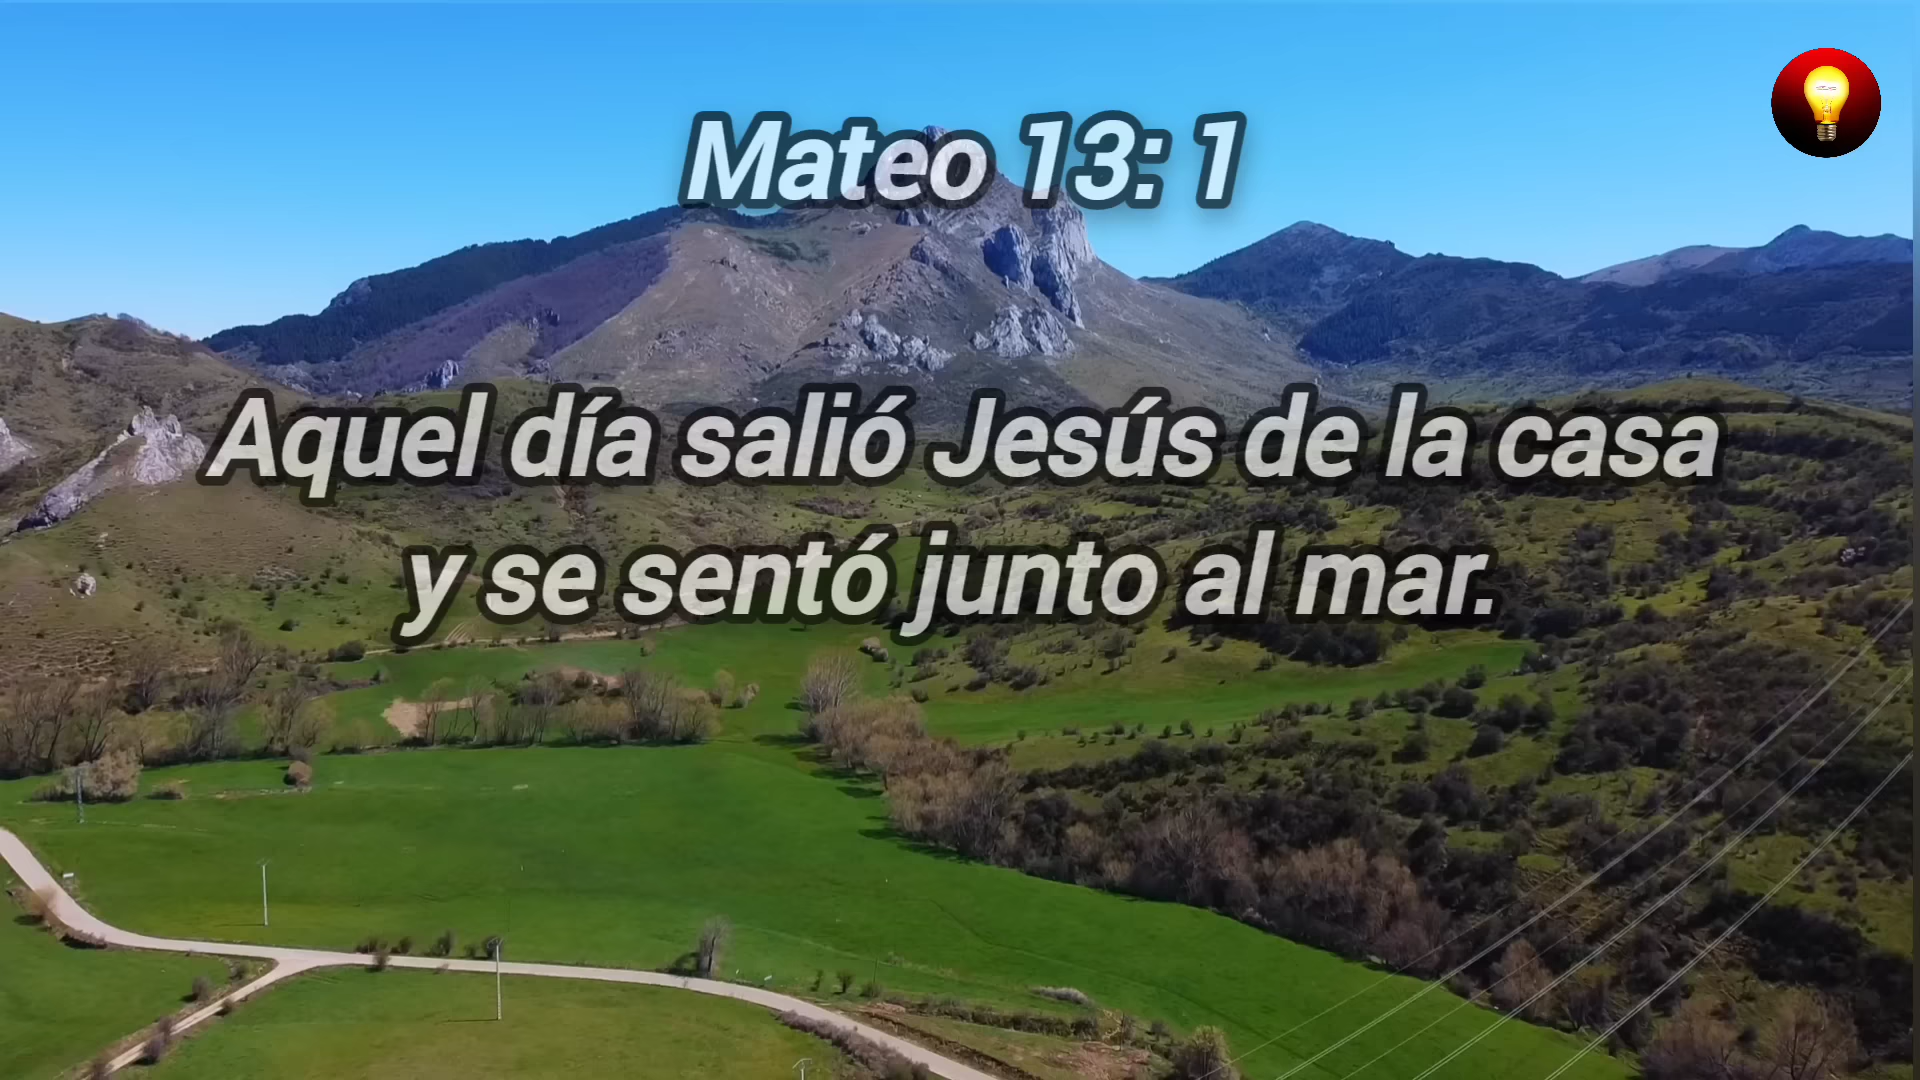 Mateo 13: 1
Aquel día salió Jesús de la casa
y se sentó junto al mar.